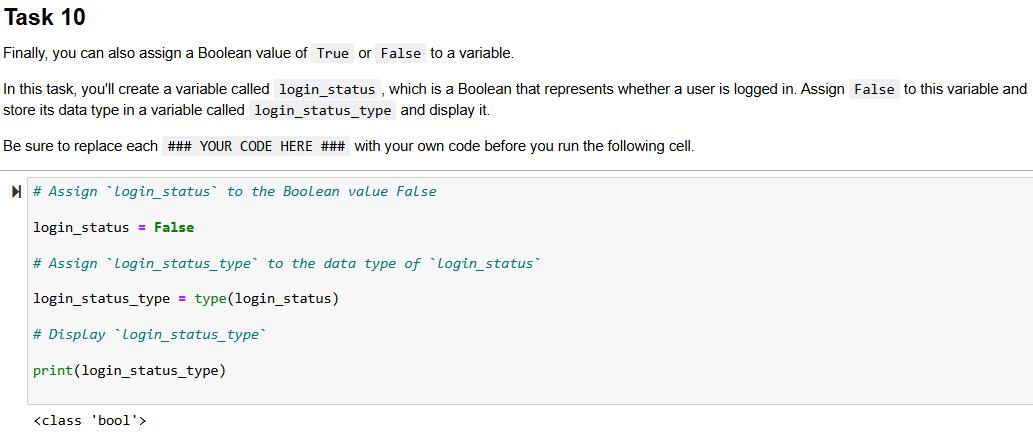 Task 10
Finally, you can also assign a Boolean value of True or False to a variable.
In this task, you'll create a variable called login_status , which is a Boolean that represents whether a user is logged in. Assign False to this variable and
store its data type in a variable called login_status_type and display it.
Be sure to replace each ### YOUR CODE HERE ### with your own code before you run the following cell.
# Assign `login_status` to the Boolean value False
login_status = False
# Assign `login_status_type` to the data type of `login_status`
login_status_type = type(login_status)
# Display `login_status_type`
print(login_status_type)
<class 'bool'>